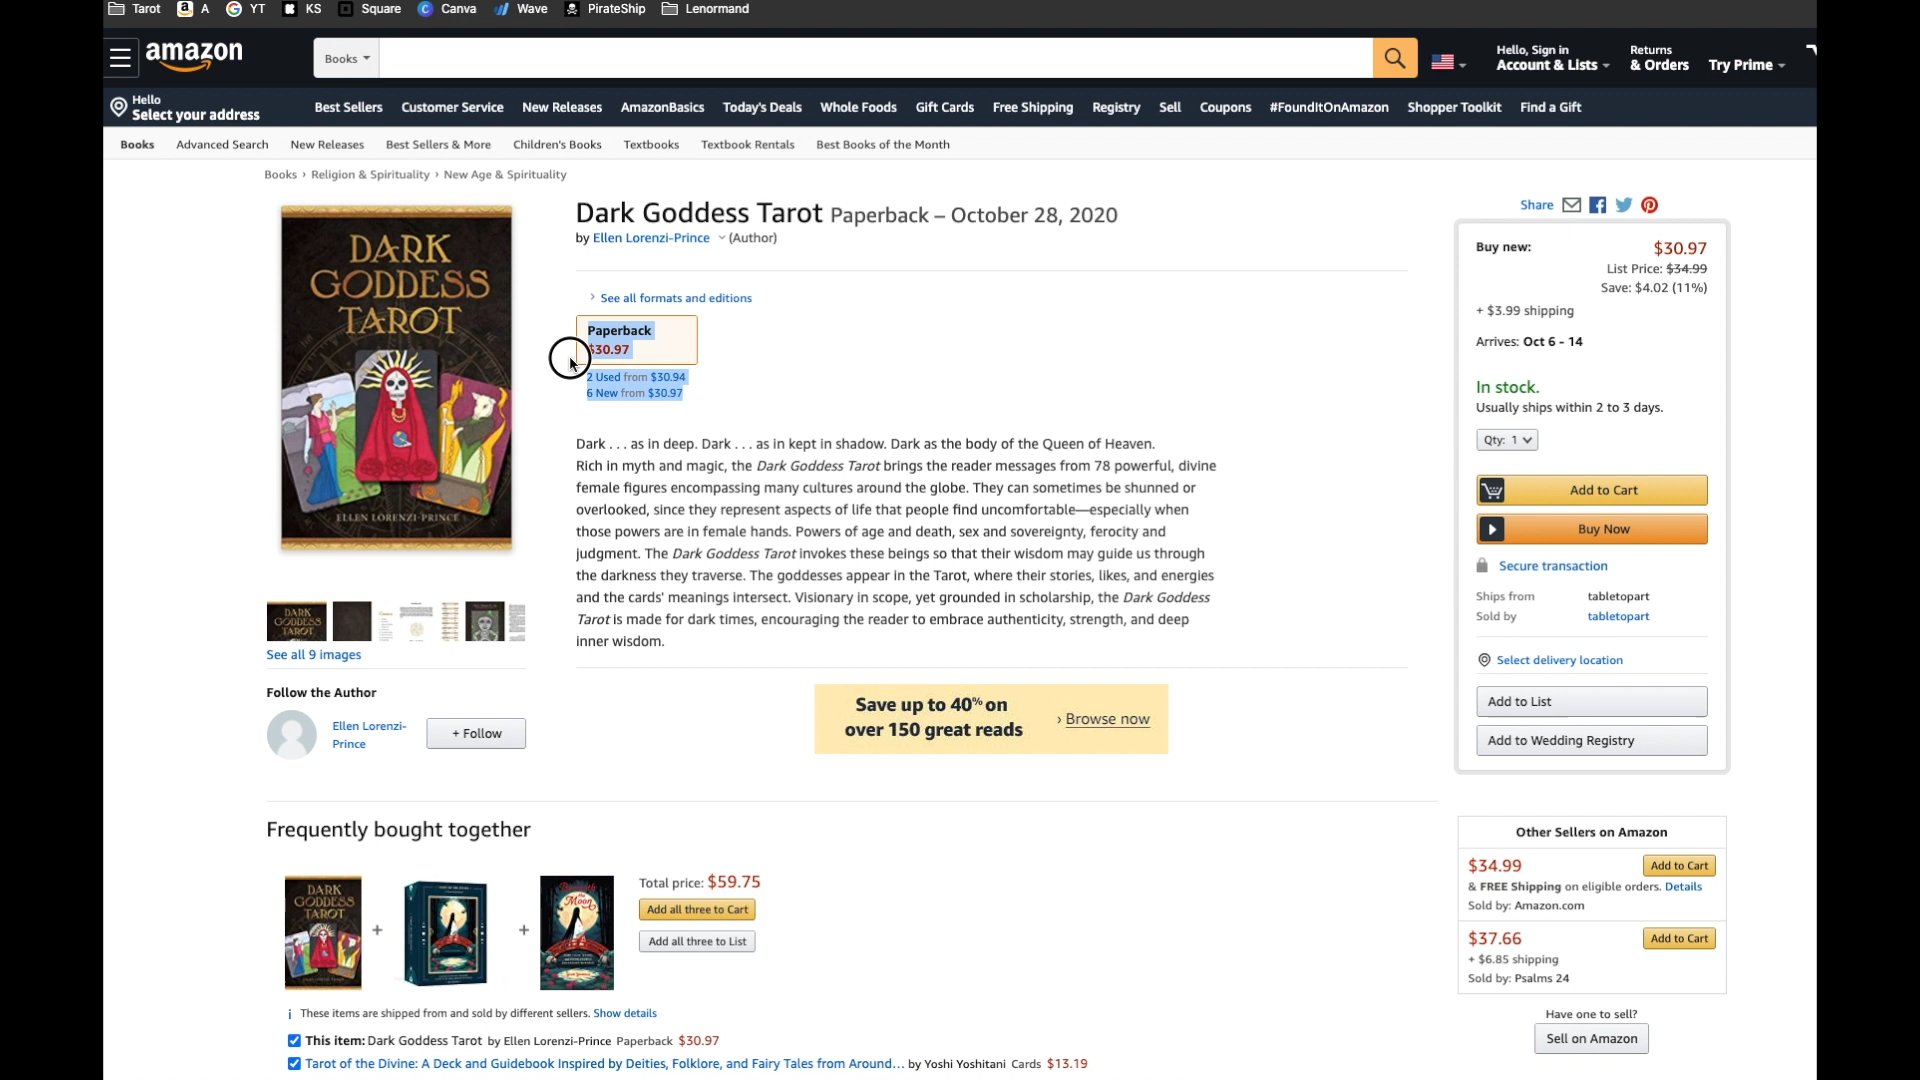 Tarot A YT KS Square Canva Wave PirateShip Lenormand
amazon
Books
Hello, Sign in
Account & Lists
Returns
& Orders
Try Prime
Hello
Select your address
Best Sellers Customer Service New Releases AmazonBasics Today's Deals Whole Foods Gift Cards Free Shipping Registry Sell Coupons #FoundItOnAmazon Shopper Toolkit Find a Gift
Books Advanced Search New Releases Best Sellers & More Children's Books Textbooks Textbook Rentals Best Books of the Month
Books › Religion & Spirituality › New Age & Spirituality
DARK
GODDESS
TAROT
ELLEN LORENZI-PRINCE
See all 9 images
Follow the Author
Ellen Lorenzi-
Prince
+ Follow
Dark Goddess Tarot Paperback – October 28, 2020
by Ellen Lorenzi-Prince (Author)
› See all formats and editions
Paperback
$30.97
2 Used from $30.94
6 New from $30.97
Dark . . . as in deep. Dark . . . as in kept in shadow. Dark as the body of the Queen of Heaven.
Rich in myth and magic, the Dark Goddess Tarot brings the reader messages from 78 powerful, divine
female figures encompassing many cultures around the globe. They can sometimes be shunned or
overlooked, since they represent aspects of life that people find uncomfortable—especially when
those powers are in female hands. Powers of age and death, sex and sovereignty, ferocity and
judgment. The Dark Goddess Tarot invokes these beings so that their wisdom may guide us through
the darkness they traverse. The goddesses appear in the Tarot, where their stories, likes, and energies
and the cards' meanings intersect. Visionary in scope, yet grounded in scholarship, the Dark Goddess
Tarot is made for dark times, encouraging the reader to embrace authenticity, strength, and deep
inner wisdom.
Save up to 40% on
over 150 great reads
› Browse now
Share
Buy new: $30.97
List Price: $34.99
Save: $4.02 (11%)
+ $3.99 shipping
Arrives: Oct 6 - 14
In stock.
Usually ships within 2 to 3 days.
Qty: 1
Add to Cart
Buy Now
Secure transaction
Ships from tabletopart
Sold by tabletopart
Select delivery location
Add to List
Add to Wedding Registry
Other Sellers on Amazon
$34.99 Add to Cart
& FREE Shipping on eligible orders. Details
Sold by: Amazon.com
$37.66 Add to Cart
+ $6.85 shipping
Sold by: Psalms 24
Have one to sell?
Sell on Amazon
Frequently bought together
DARK
GODDESS
TAROT
+
+
Moon
Total price: $59.75
Add all three to Cart
Add all three to List
i These items are shipped from and sold by different sellers. Show details
This item: Dark Goddess Tarot by Ellen Lorenzi-Prince Paperback $30.97
Tarot of the Divine: A Deck and Guidebook Inspired by Deities, Folklore, and Fairy Tales from Around... by Yoshi Yoshitani Cards $13.19